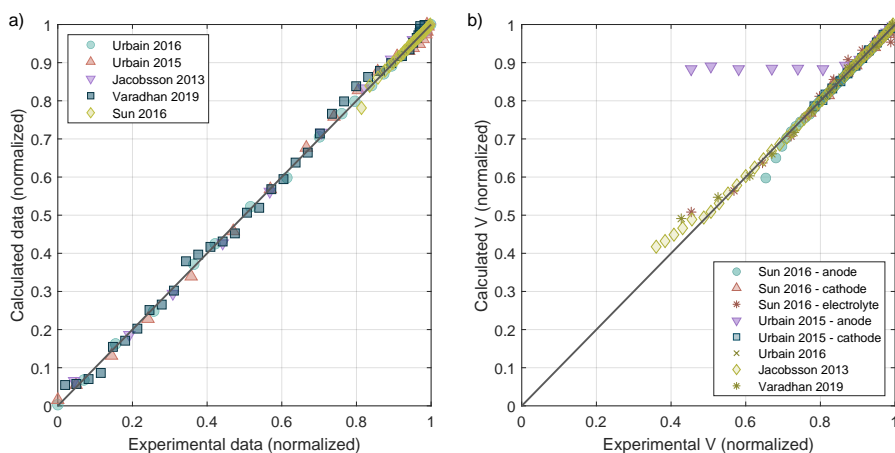 a)
1
0.9
0.8
0.7
0.6
0.5
0.4
0.3
0.2
0.1
0
0
0.2
0.4
0.6
0.8
1
Calculated data (normalized)
Experimental data (normalized)
Urbain 2016
Urbain 2015
Jacobsson 2013
Varadhan 2019
Sun 2016
b)
1
0.9
0.8
0.7
0.6
0.5
0.4
0.3
0.2
0.1
0
0
0.2
0.4
0.6
0.8
1
Calculated V (normalized)
Experimental V (normalized)
Sun 2016 - anode
Sun 2016 - cathode
Sun 2016 - electrolyte
Urbain 2015 - anode
Urbain 2015 - cathode
Urbain 2016
Jacobsson 2013
Varadhan 2019